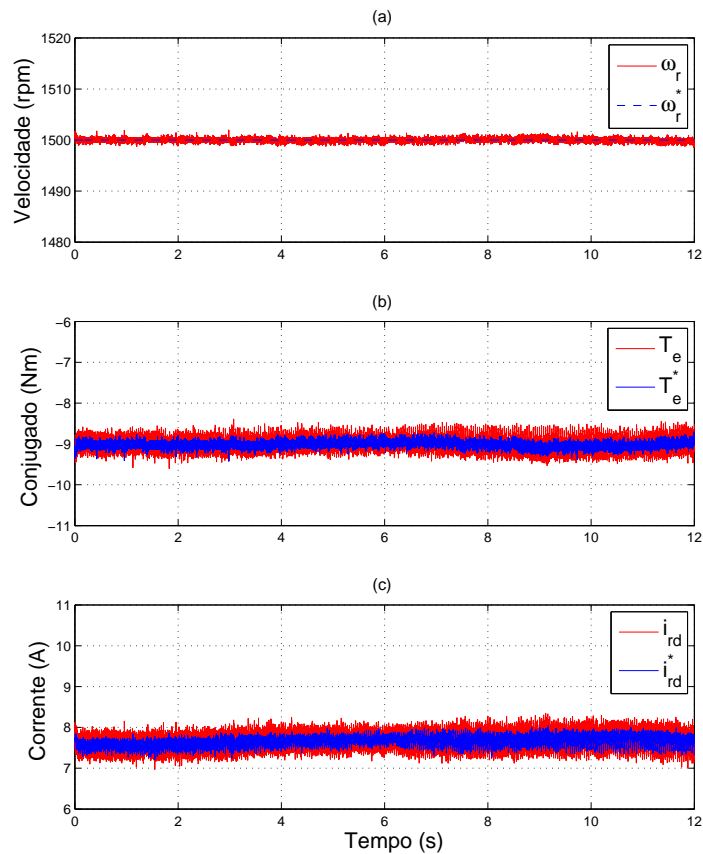 (a)
Velocidade (rpm)
1520
1510
1500
1490
1480
ω_r
ω_r^*
0 2 4 6 8 10 12
(b)
Conjugado (Nm)
−6
−7
−8
−9
−10
−11
T_e
T_e^*
0 2 4 6 8 10 12
(c)
Corrente (A)
11
10
9
8
7
6
i_rd
i_rd^*
0 2 4 6 8 10 12
Tempo (s)